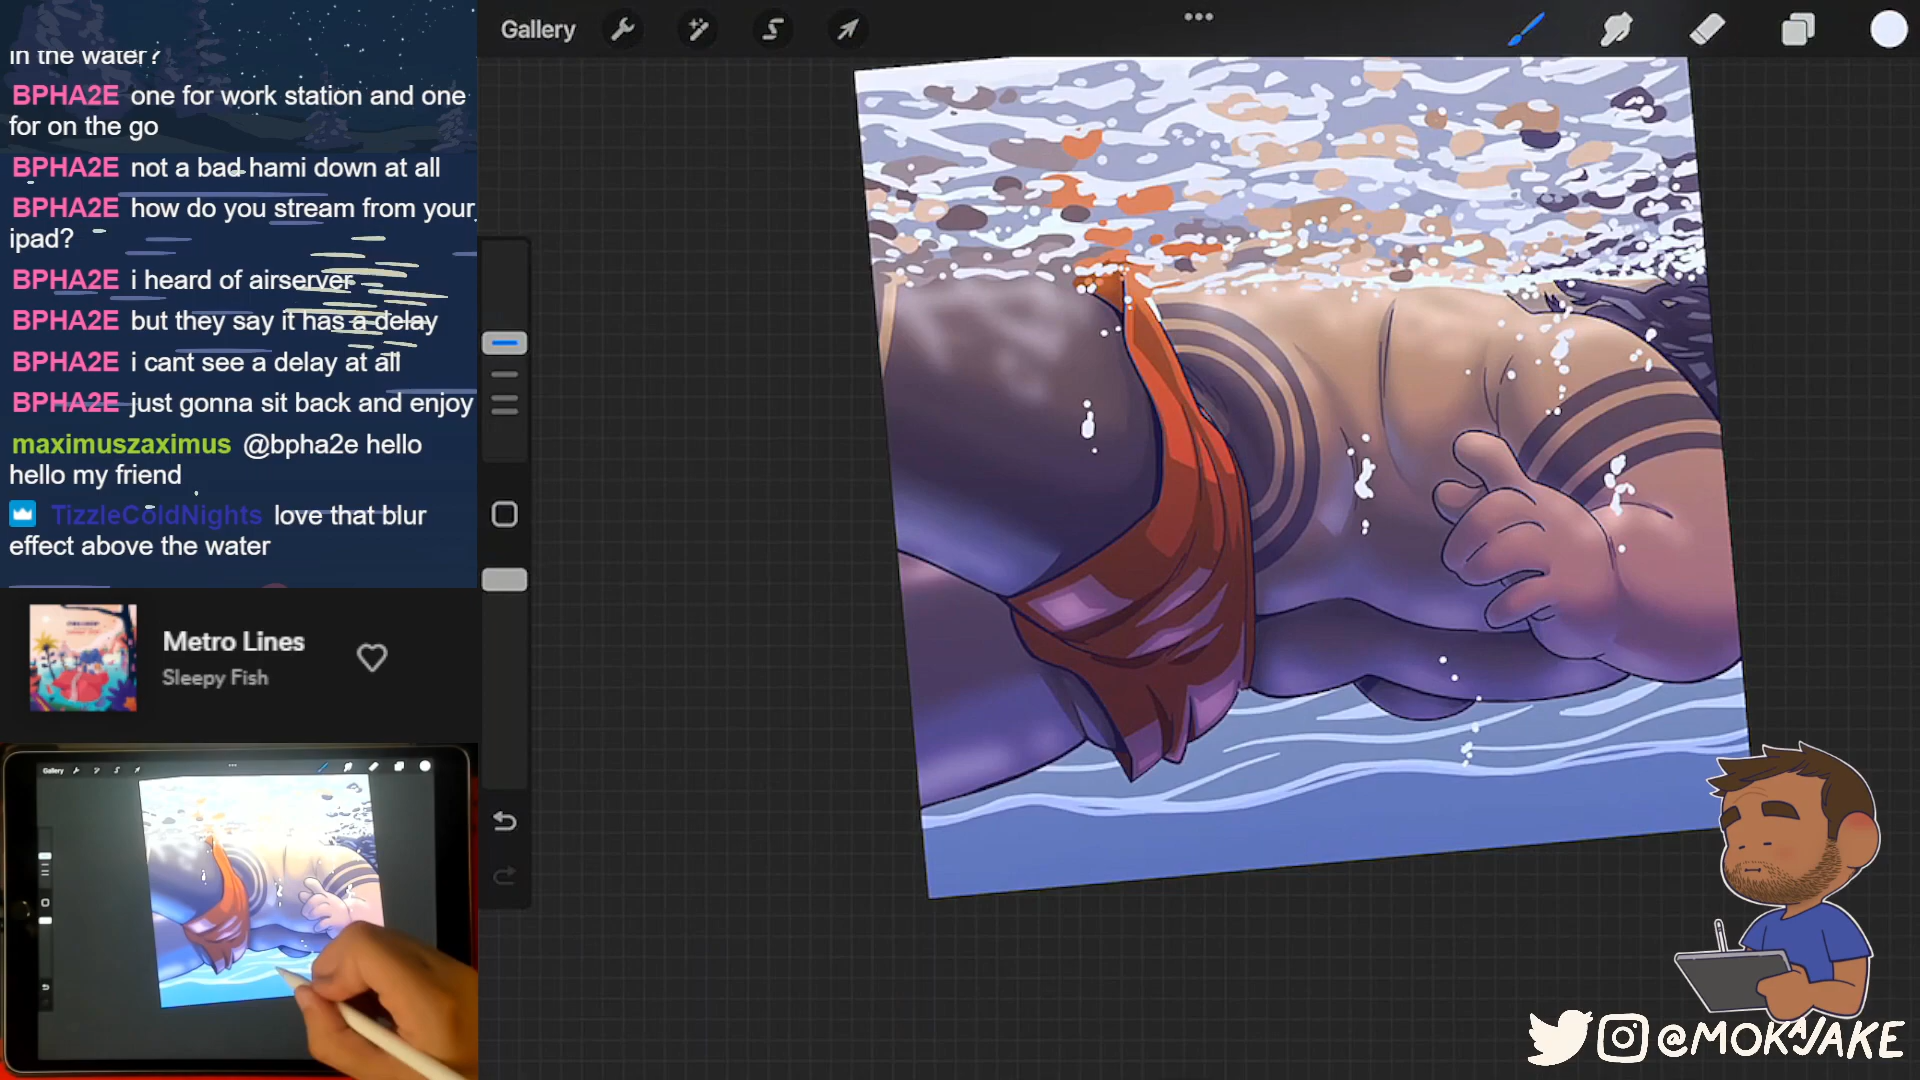 in the water?
BPHA2E one for work station and one
for on the go
BPHA2E not a bad hami down at all
BPHA2E how do you stream from your
ipad?
BPHA2E i heard of airserver
BPHA2E but they say it has a delay
BPHA2E i cant see a delay at all
BPHA2E just gonna sit back and enjoy
maximuszaximus @bpha2e hello
hello my friend
TizzleColdNights love that blur
effect above the water
Metro Lines
Sleepy Fish
Gallery
Gallery
@MOKAJAKE